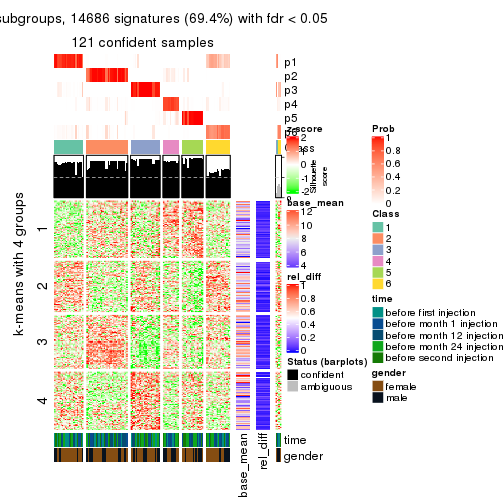 subgroups, 14686 signatures (69.4%) with fdr < 0.05
121 confident samples
p1
p2
p3
p4
p5
p6
Class
Silhouette
score
k-means with 4 groups
1
2
3
4
time
gender
base_mean
rel_diff
z-score
2
1
0
-1
-2
base_mean
12
10
8
6
4
rel_diff
1
0.8
0.6
0.4
0.2
0
Status (barplots)
confident
ambiguous
Prob
1
0.8
0.6
0.4
0.2
0
Class
1
2
3
4
5
6
time
before first injection
before month 1 injection
before month 12 injection
before month 24 injection
before second injection
gender
female
male